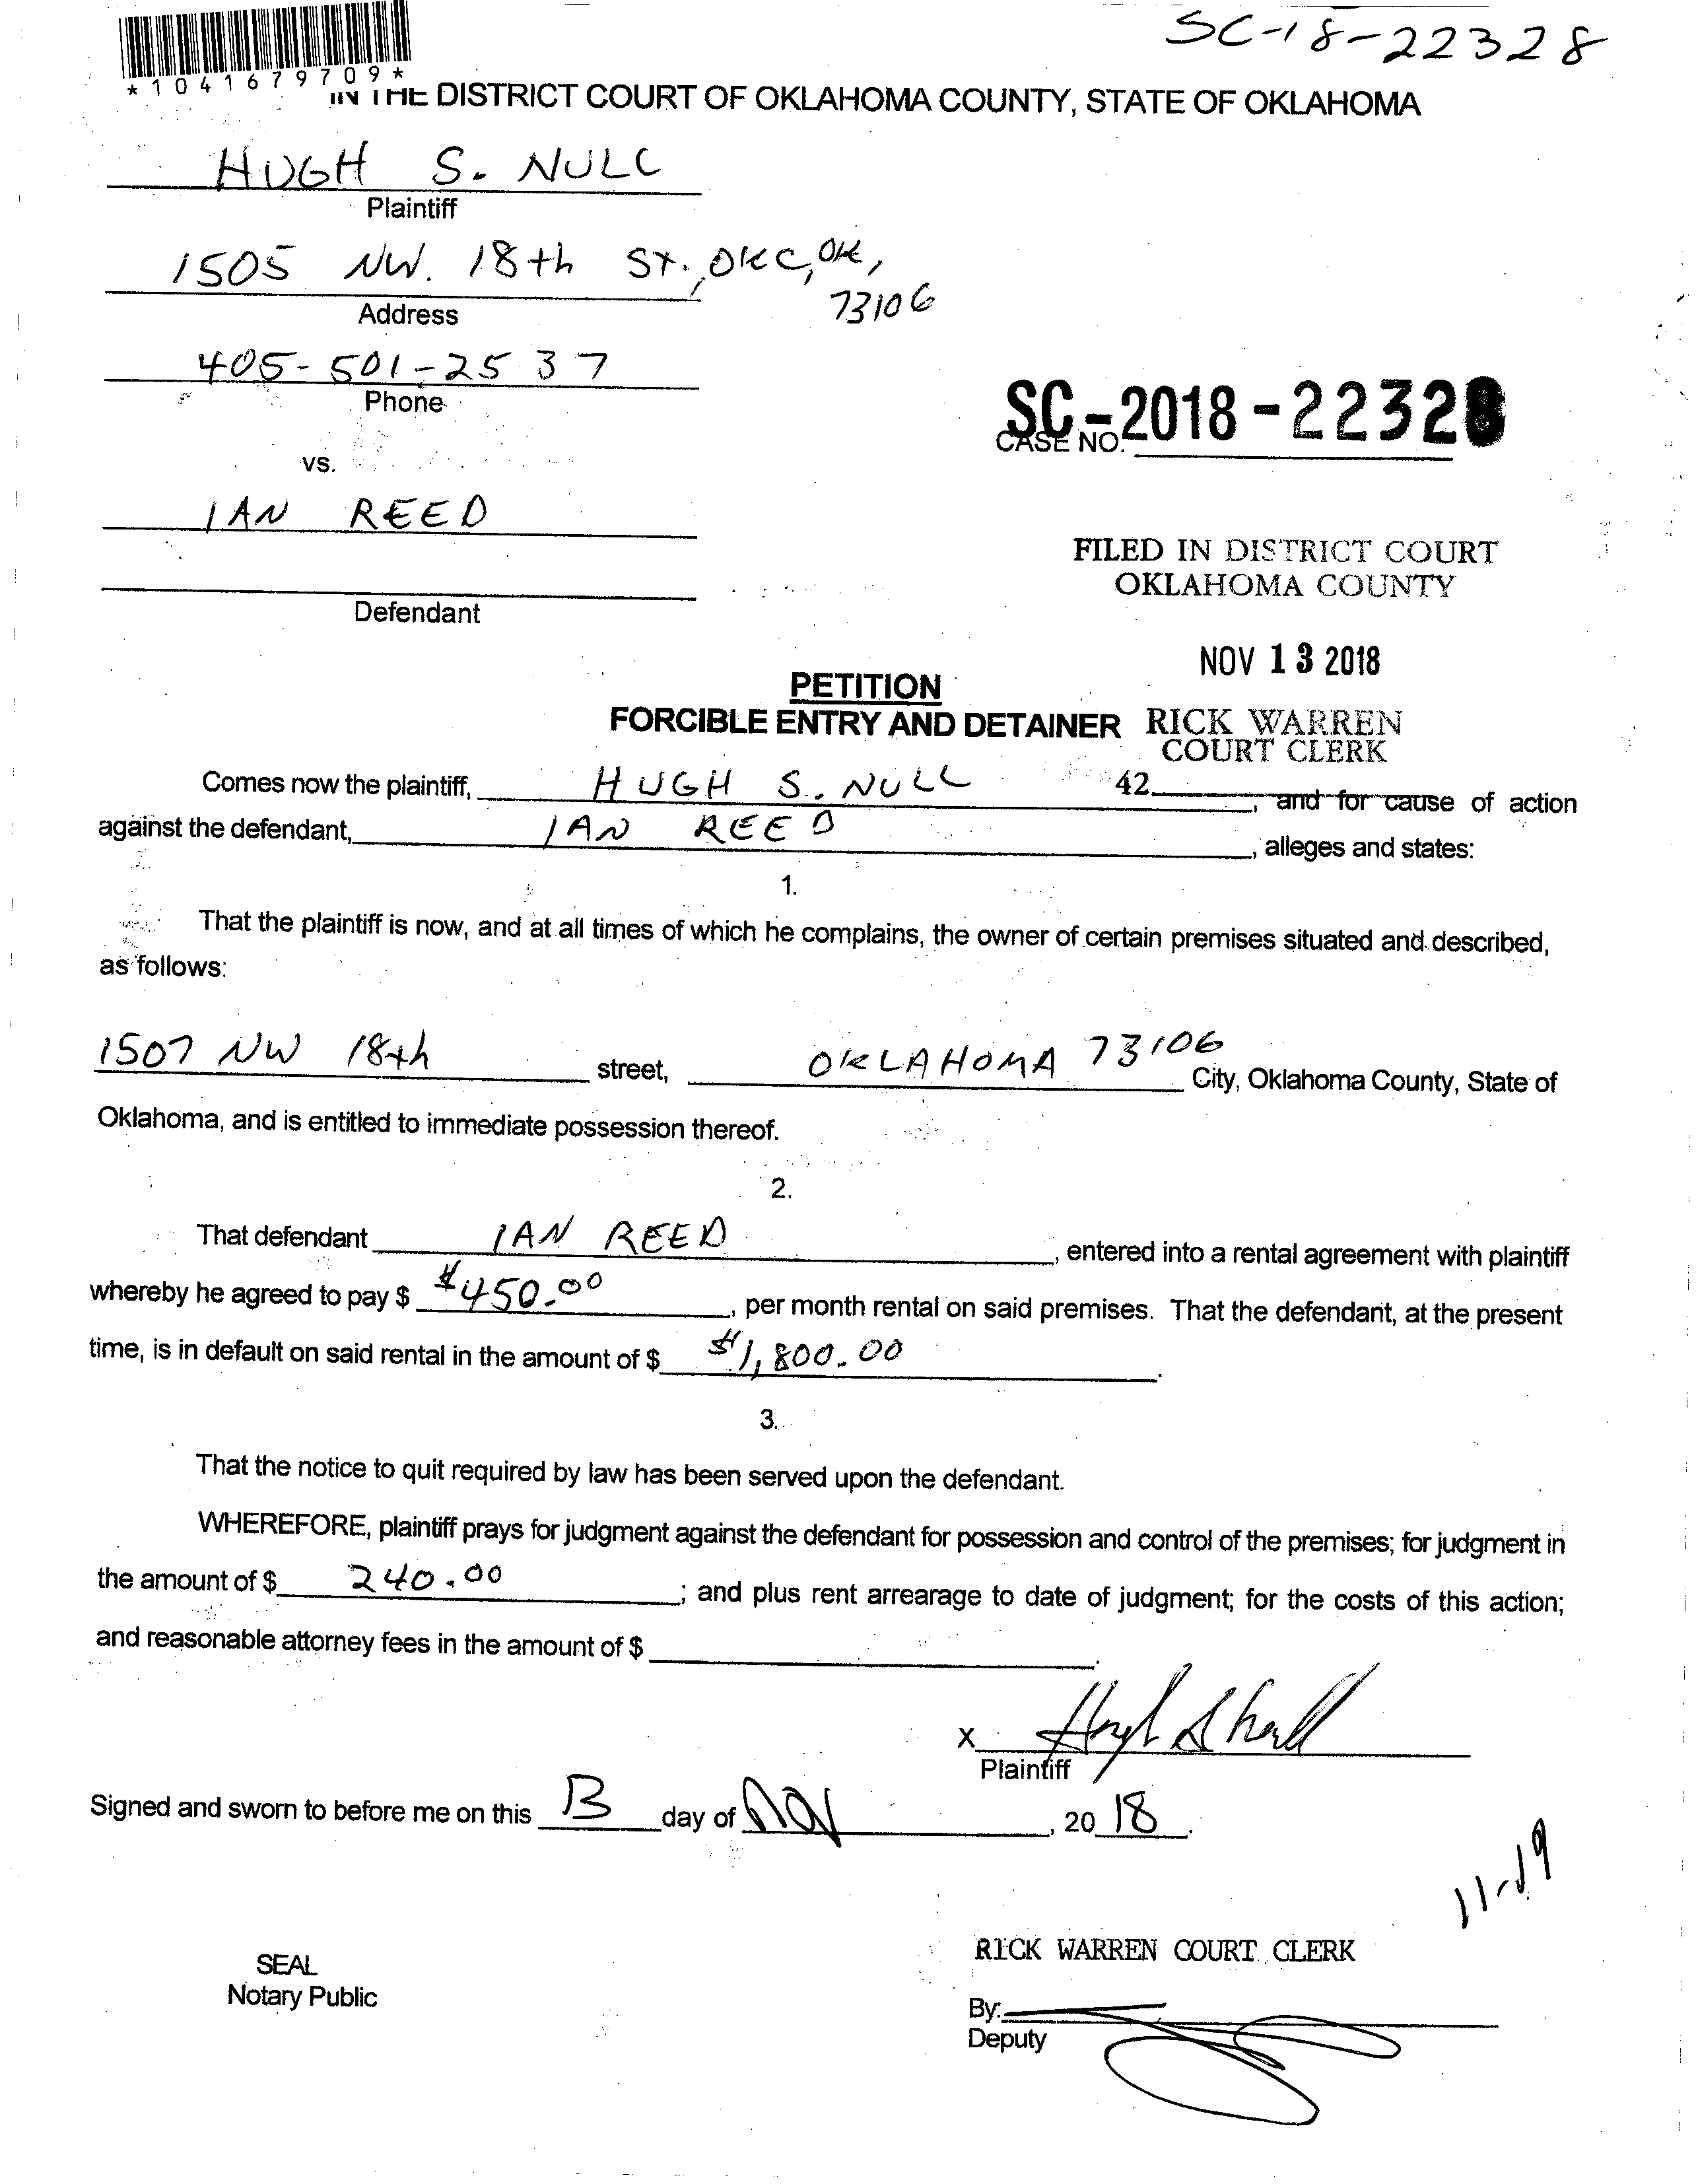 SC-18-22328
*1041679709*
IN THE DISTRICT COURT OF OKLAHOMA COUNTY, STATE OF OKLAHOMA
HUGH S. NULL
Plaintiff
1505 NW. 18th ST., OKC, OK,
73106
Address
405-501-2537
Phone
SC-2018-22328
CASE NO.
vs.
IAN REED
FILED IN DISTRICT COURT
OKLAHOMA COUNTY
Defendant
NOV 13 2018
PETITION
FORCIBLE ENTRY AND DETAINER
RICK WARREN
COURT CLERK
42
Comes now the plaintiff, HUGH S. NULL, and for cause of action
against the defendant, IAN REED, alleges and states:
1.
That the plaintiff is now, and at all times of which he complains, the owner of certain premises situated and described,
as follows:
1507 NW 18th street, OKLAHOMA 73106 City, Oklahoma County, State of
Oklahoma, and is entitled to immediate possession thereof.
2.
That defendant IAN REED, entered into a rental agreement with plaintiff
whereby he agreed to pay $ $450.00, per month rental on said premises. That the defendant, at the present
time, is in default on said rental in the amount of $ $1,800.00.
3.
That the notice to quit required by law has been served upon the defendant.
WHEREFORE, plaintiff prays for judgment against the defendant for possession and control of the premises; for judgment in
the amount of $ 240.00; and plus rent arrearage to date of judgment; for the costs of this action;
and reasonable attorney fees in the amount of $ .
X Hugh S Null
Plaintiff
Signed and sworn to before me on this 13 day of Nov, 2018.
11-19
RICK WARREN COURT CLERK
SEAL
Notary Public
By:
Deputy